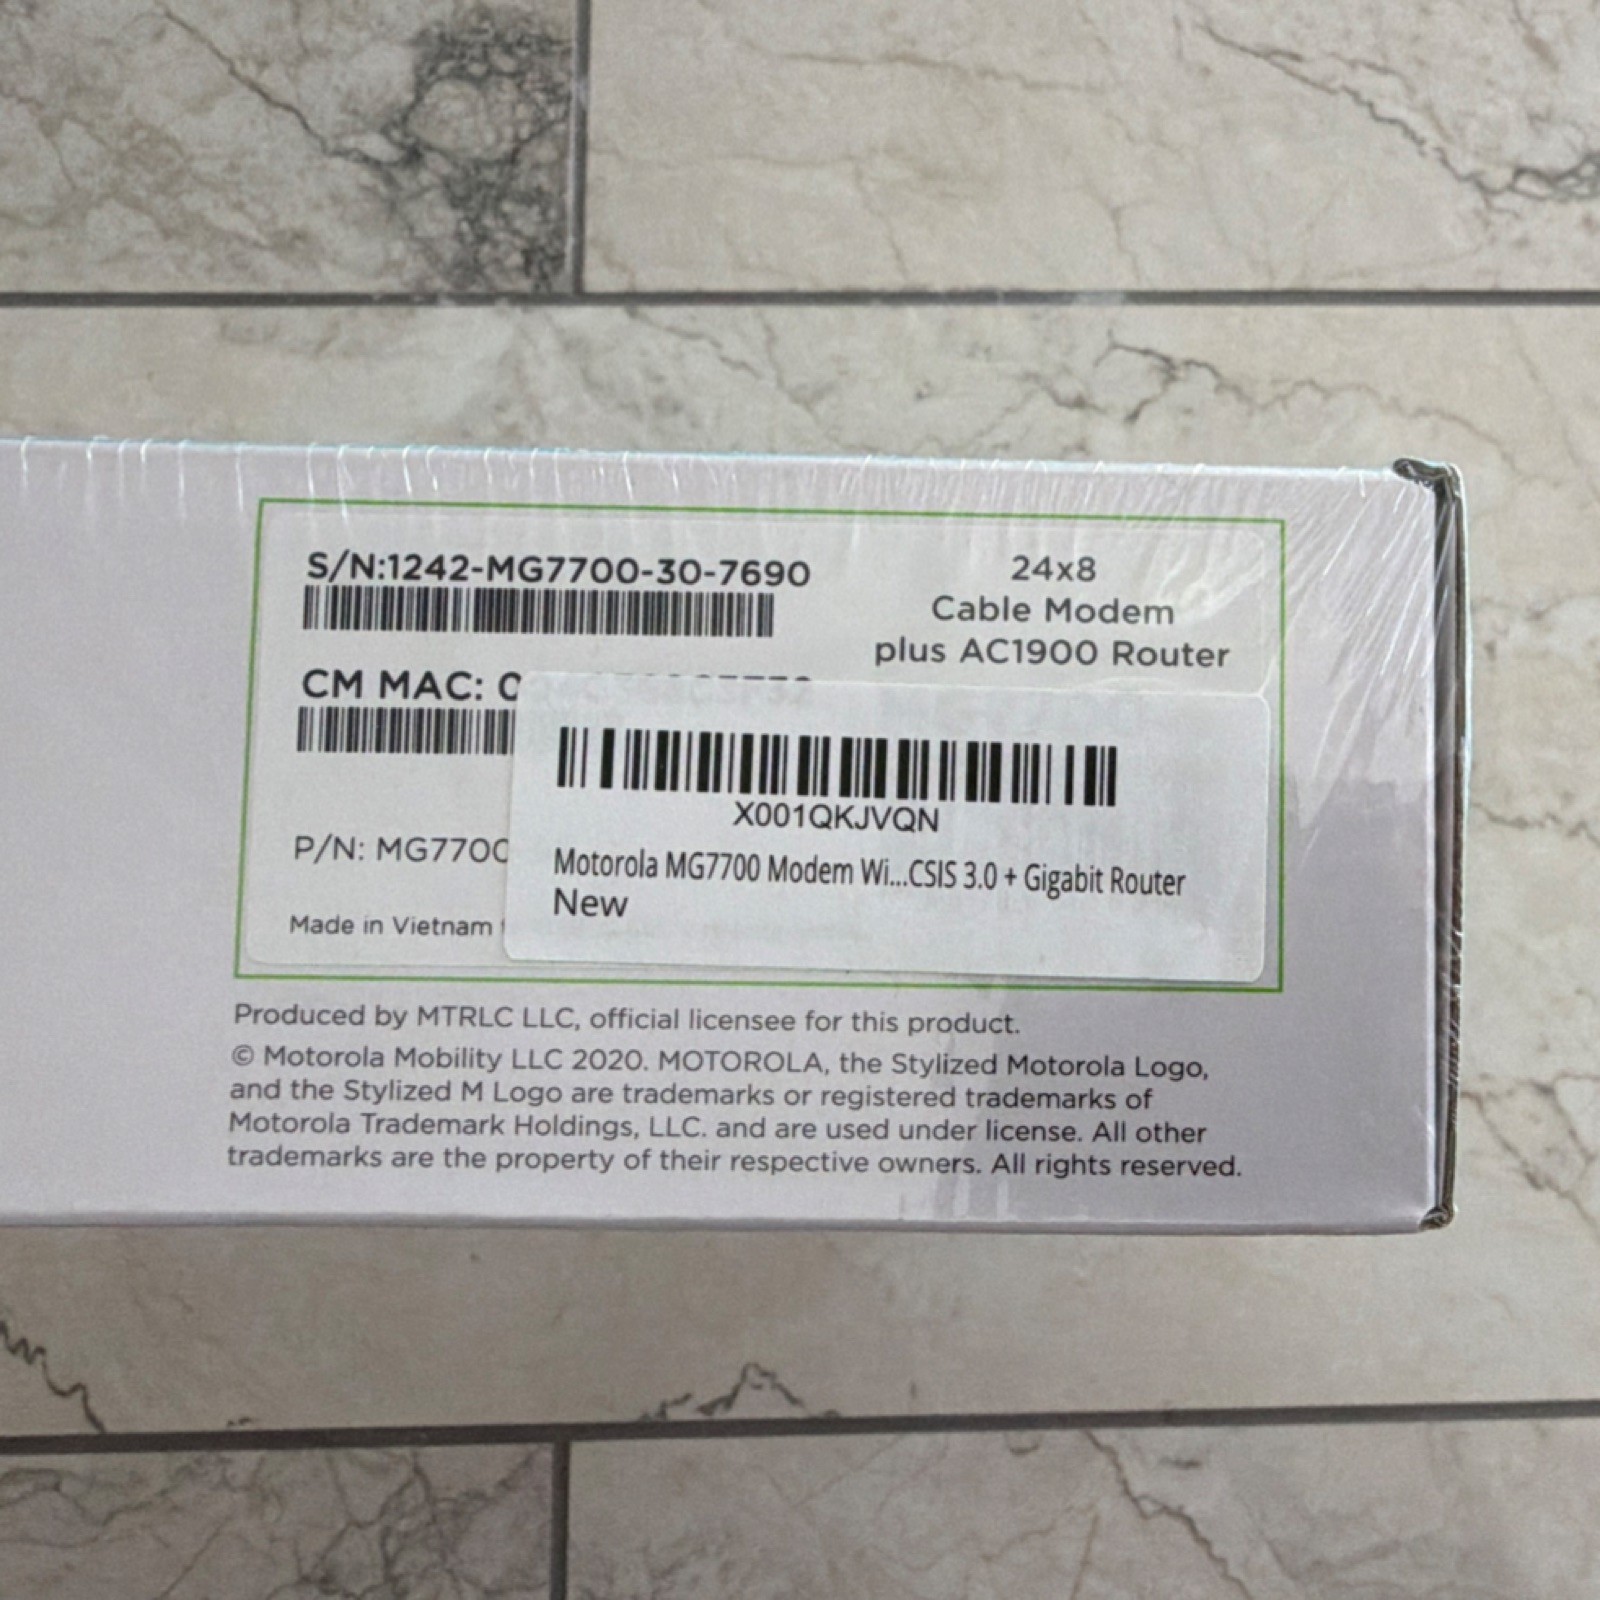 S/N:1242-MG7700-30-7690
24x8
Cable Modem
plus AC1900 Router
CM MAC:
X001QKJVQN
P/N: MG7700
Motorola MG7700 Modem Wi...CSIS 3.0 + Gigabit Router
New
Made in Vietnam
Produced by MTRLC LLC, official licensee for this product.
© Motorola Mobility LLC 2020. MOTOROLA, the Stylized Motorola Logo,
and the Stylized M Logo are trademarks or registered trademarks of
Motorola Trademark Holdings, LLC. and are used under license. All other
trademarks are the property of their respective owners. All rights reserved.